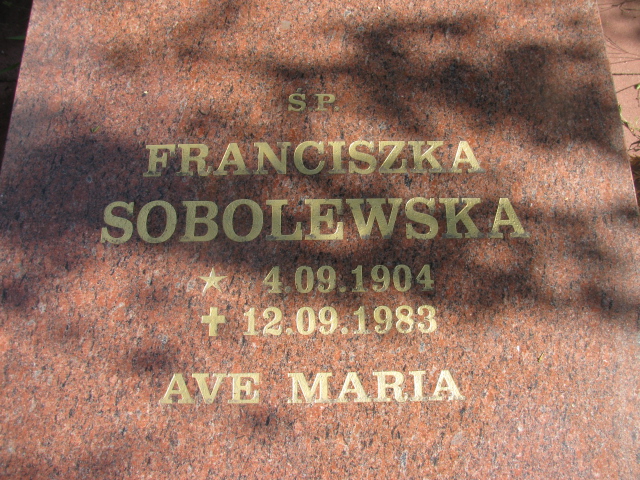 Ś.P.
FRANCISZKA
SOBOLEWSKA
★ 4.09.1904
✝ 12.09.1983
AVE MARIA